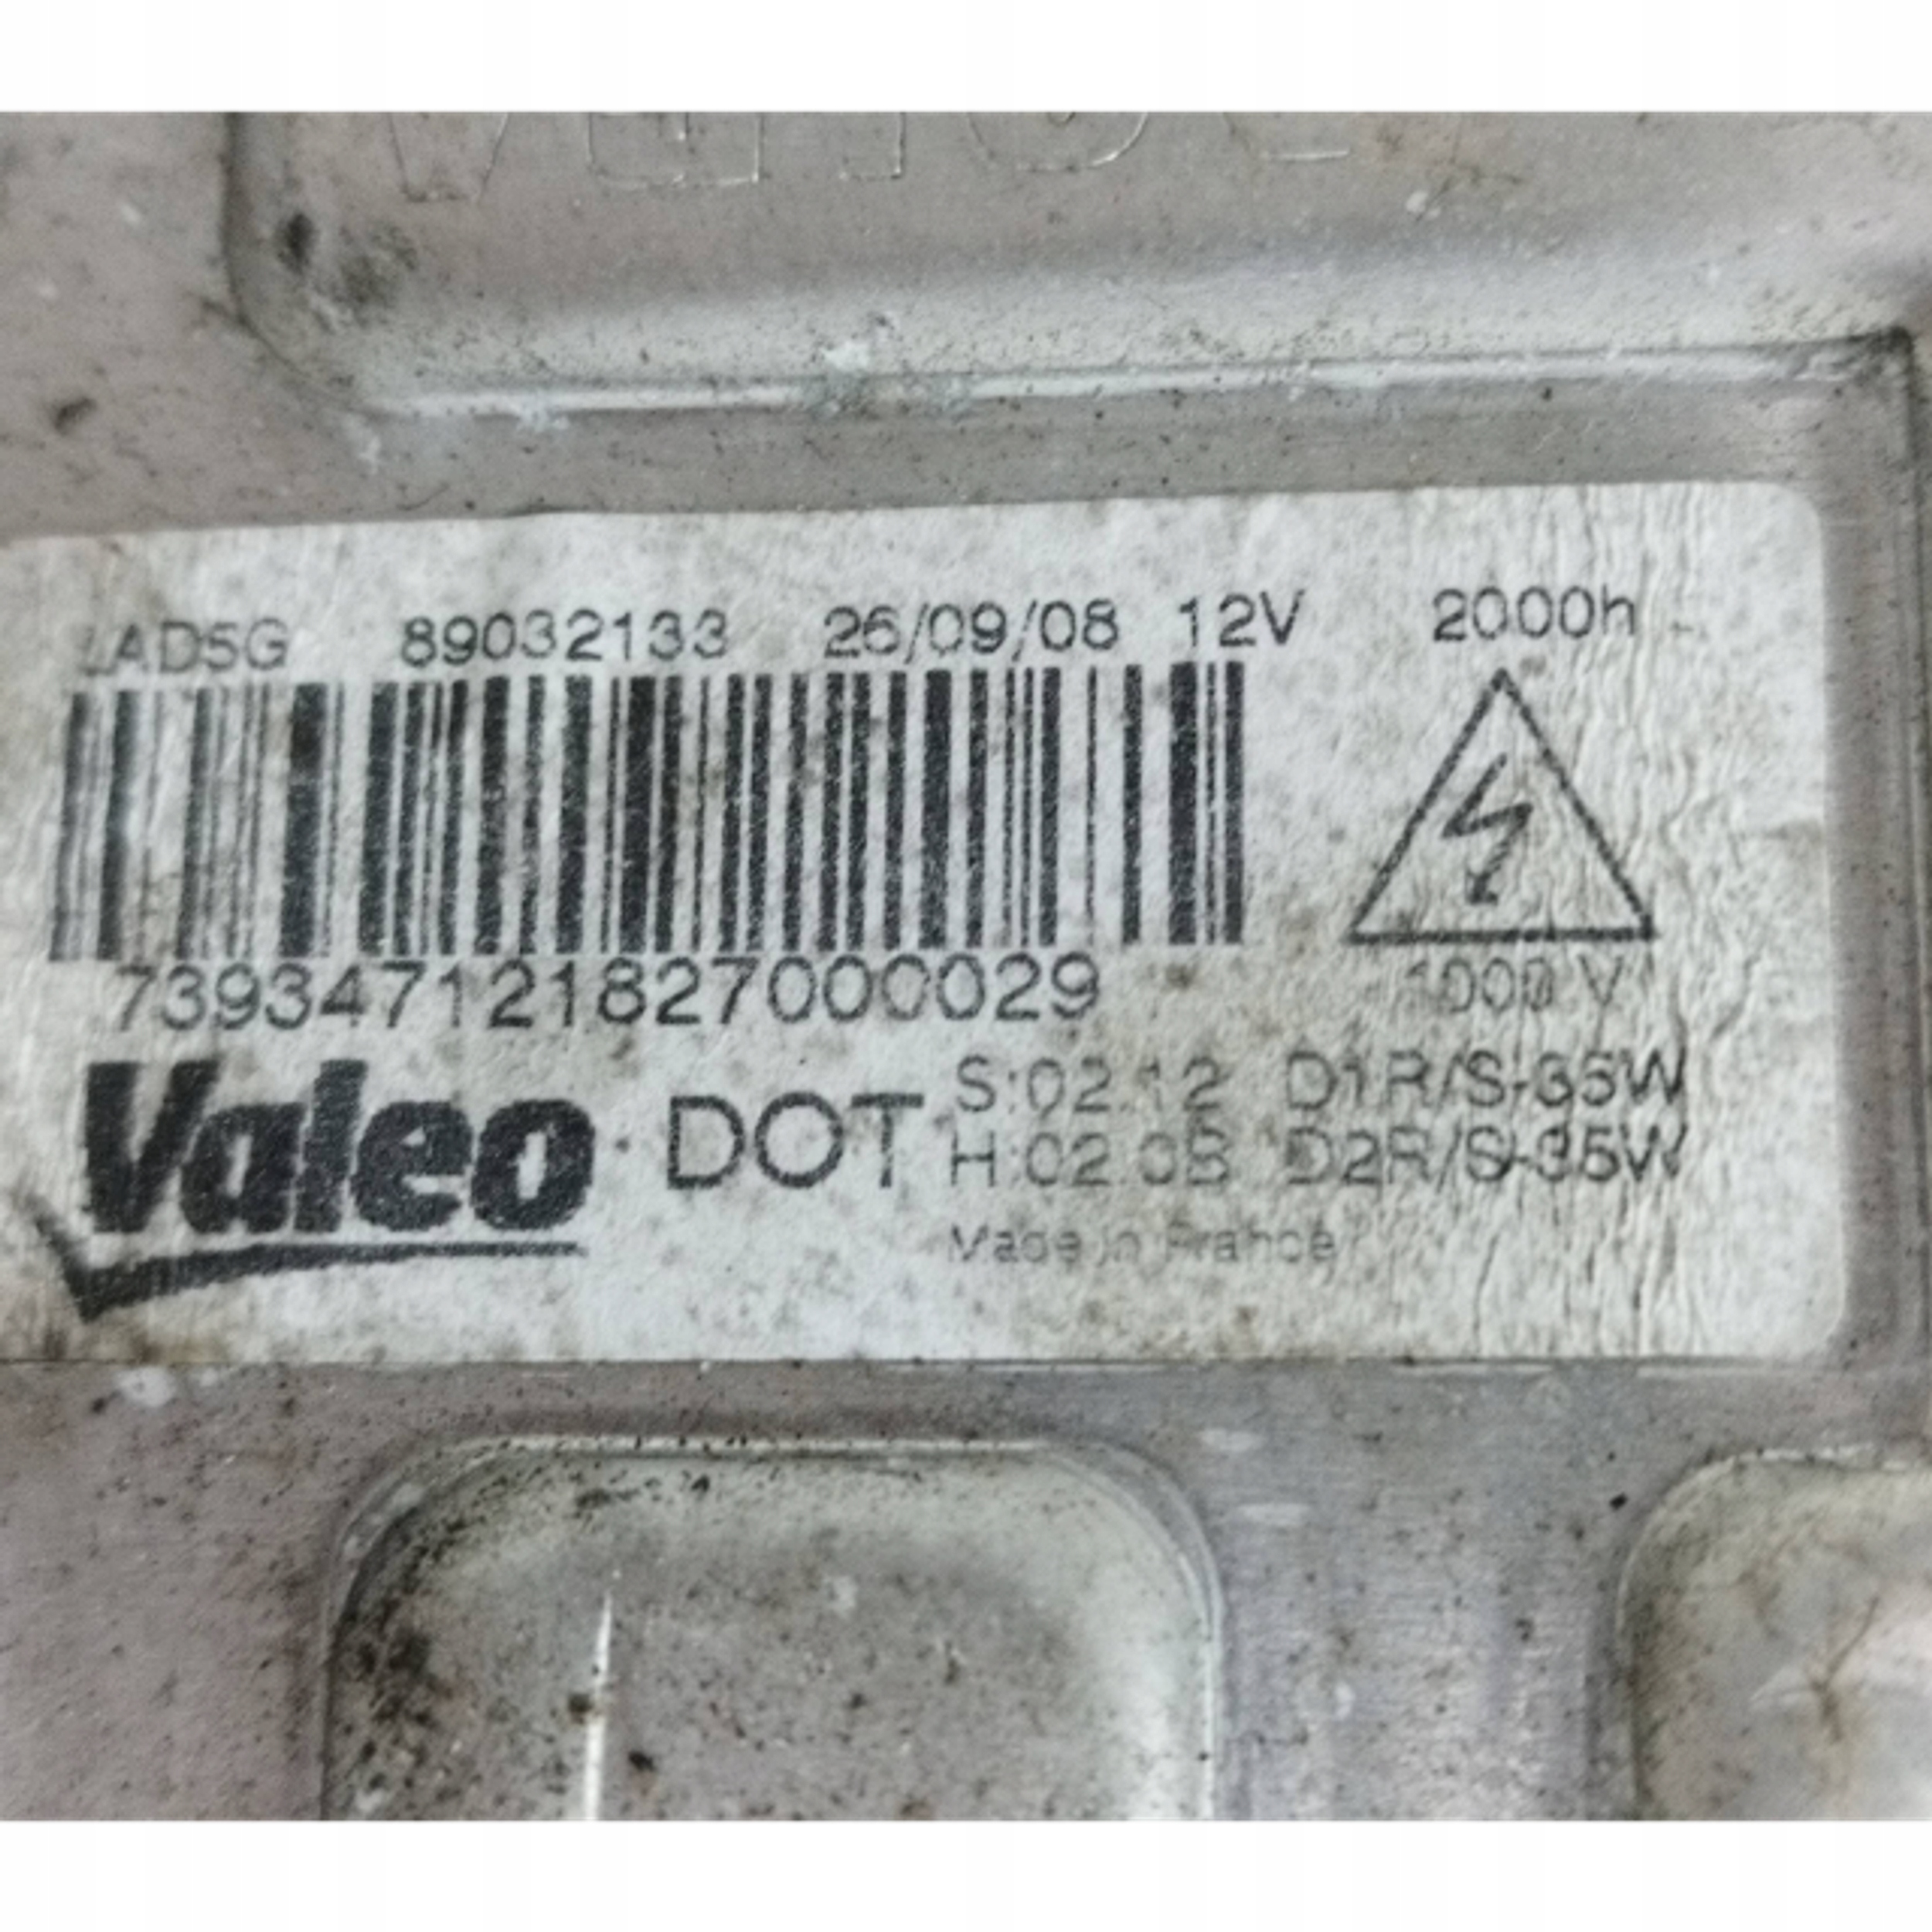 LAD5G 89032133 26/09/08 12V 2000h
739347121827000029
1000 V
Valeo DOT S:02.12 D1R/S-35W
H:02.0B D2R/S-35W
Made in France